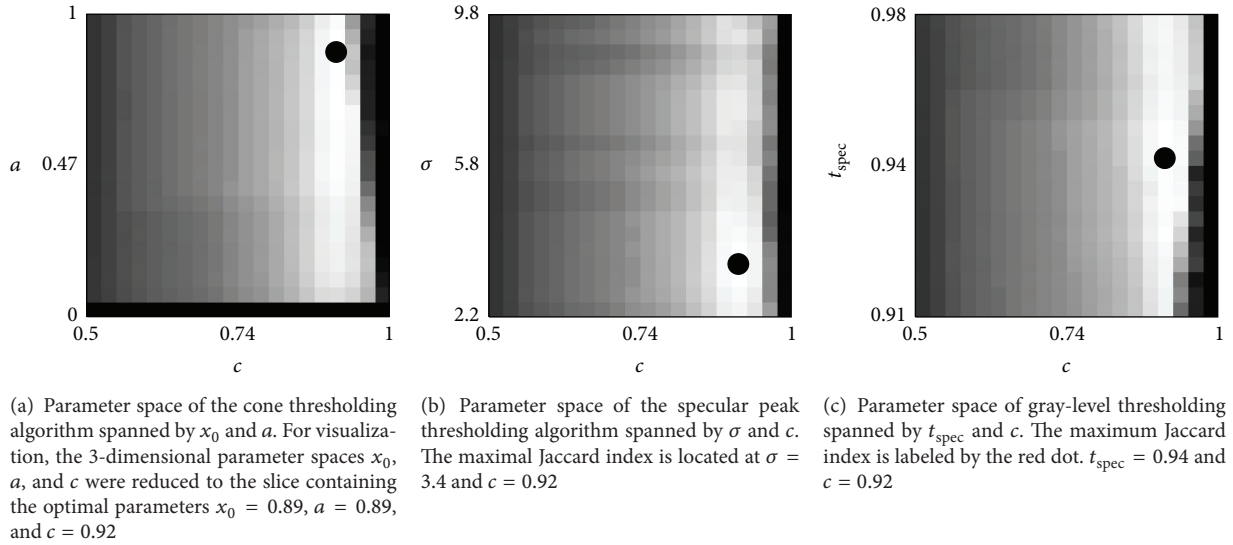 1
a
0.47
0
0.5
0.74
1
c
9.8
σ
5.8
2.2
0.5
0.74
1
c
0.98
t_spec
0.94
0.91
0.5
0.74
1
c
(a) Parameter space of the cone thresholding
algorithm spanned by x₀ and a. For visualiza-
tion, the 3-dimensional parameter spaces x₀,
a, and c were reduced to the slice containing
the optimal parameters x₀ = 0.89, a = 0.89,
and c = 0.92
(b) Parameter space of the specular peak
thresholding algorithm spanned by σ and c.
The maximal Jaccard index is located at σ =
3.4 and c = 0.92
(c) Parameter space of gray-level thresholding
spanned by t_spec and c. The maximum Jaccard
index is labeled by the red dot. t_spec = 0.94 and
c = 0.92